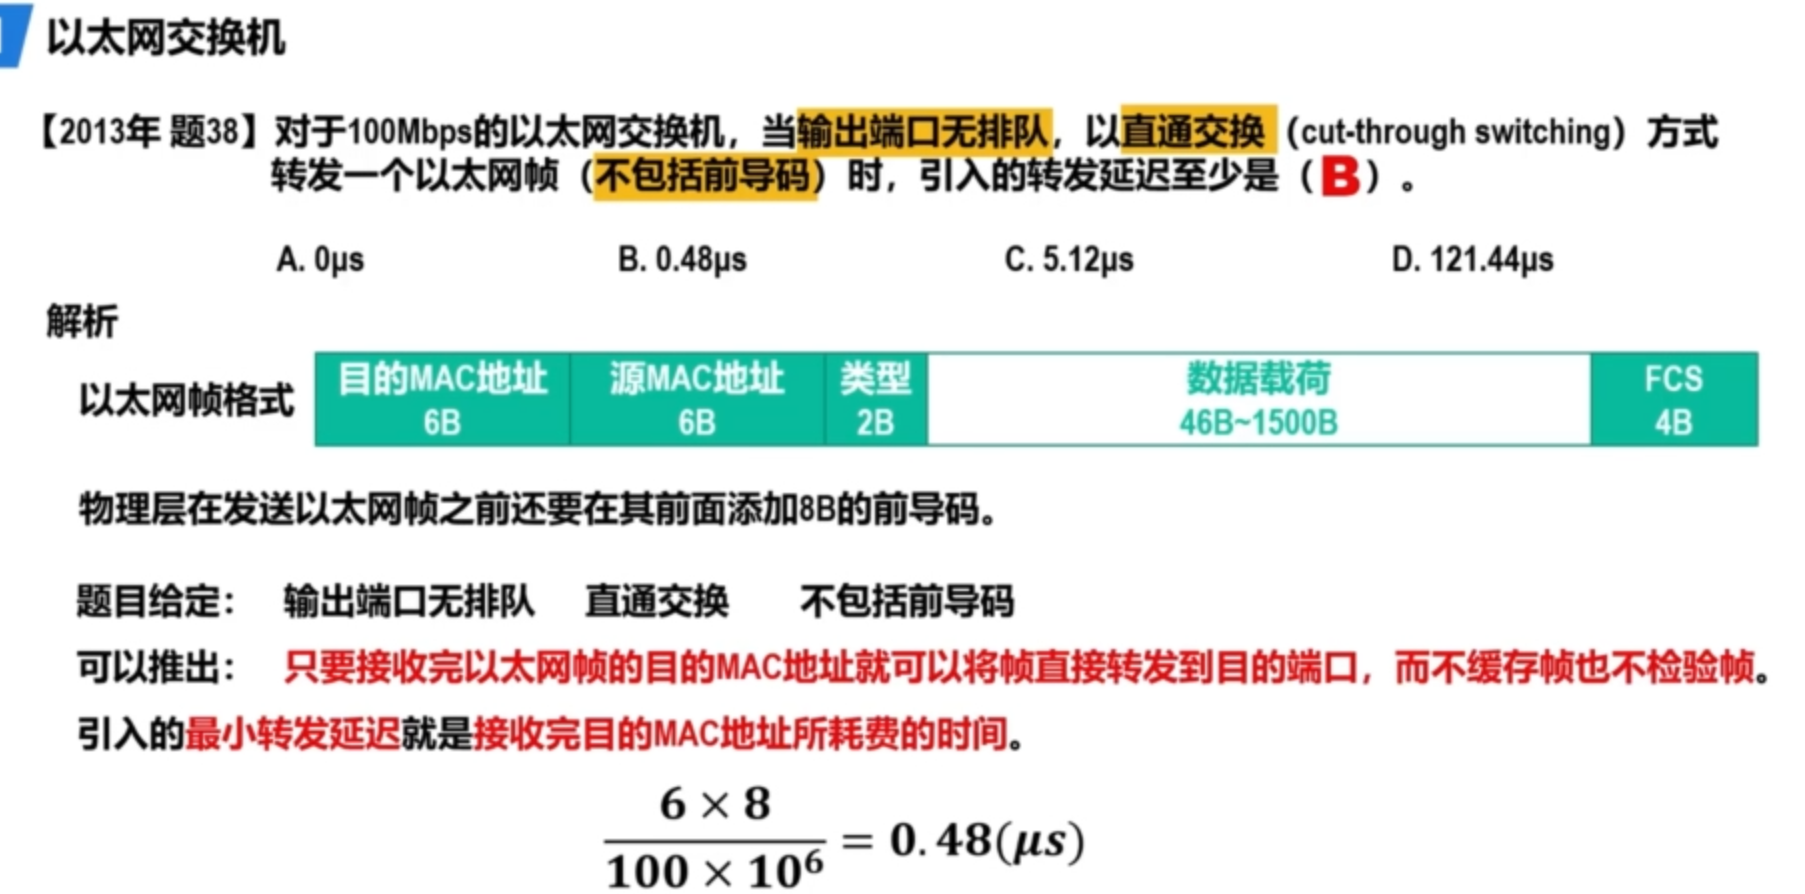 以太网交换机
【2013年 题38】对于100Mbps的以太网交换机，当输出端口无排队，以直通交换（cut-through switching）方式
转发一个以太网帧（不包括前导码）时，引入的转发延迟至少是（B）。
A. 0μs B. 0.48μs C. 5.12μs D. 121.44μs
解析
以太网帧格式
目的MAC地址 源MAC地址 类型 数据载荷 FCS
6B 6B 2B 46B~1500B 4B
物理层在发送以太网帧之前还要在其前面添加8B的前导码。
题目给定： 输出端口无排队 直通交换 不包括前导码
可以推出： 只要接收完以太网帧的目的MAC地址就可以将帧直接转发到目的端口，而不缓存帧也不检验帧。
引入的最小转发延迟就是接收完目的MAC地址所耗费的时间。
6 × 8
100 × 10⁶ = 0.48(μs)